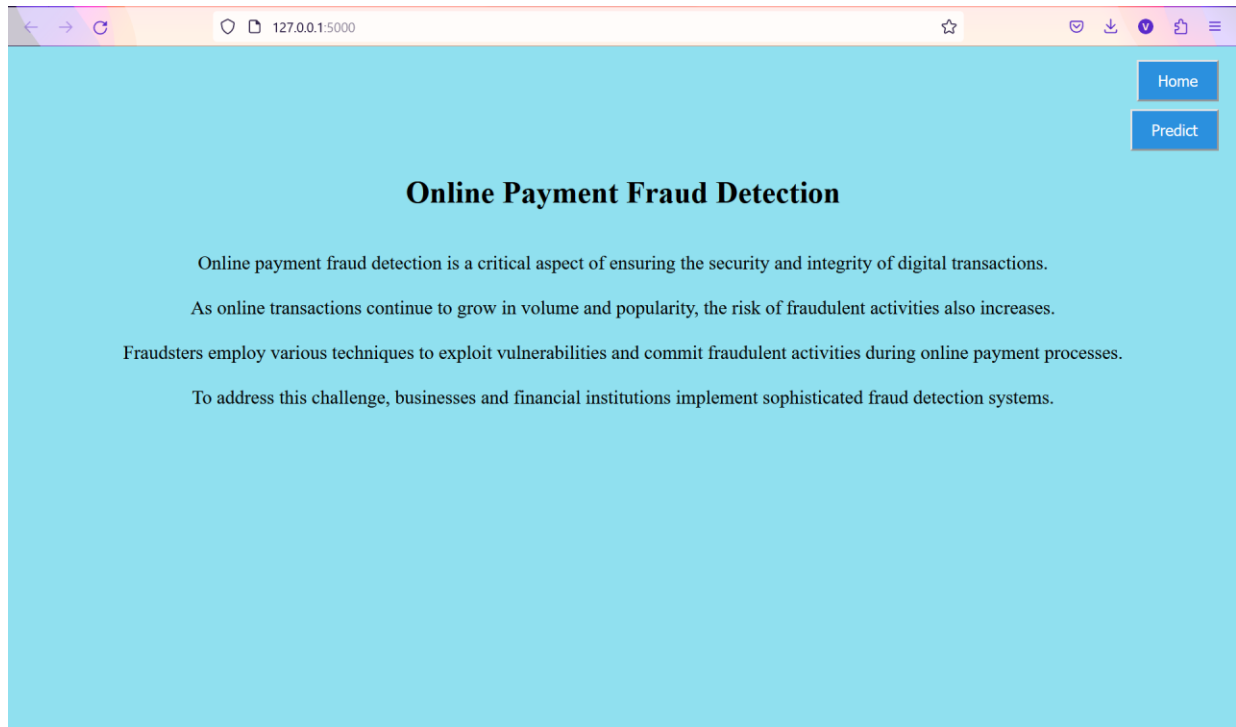 127.0.0.1:5000
V
Home
Predict
Online Payment Fraud Detection
Online payment fraud detection is a critical aspect of ensuring the security and integrity of digital transactions.
As online transactions continue to grow in volume and popularity, the risk of fraudulent activities also increases.
Fraudsters employ various techniques to exploit vulnerabilities and commit fraudulent activities during online payment processes.
To address this challenge, businesses and financial institutions implement sophisticated fraud detection systems.